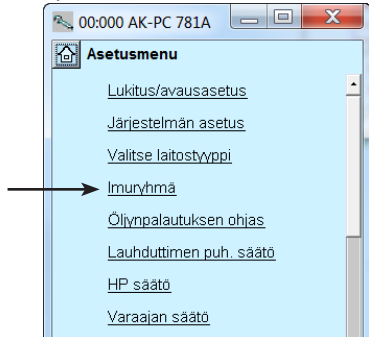 00:000 AK-PC 781A
Asetusmenu
Lukitus/avausasetus
Järjestelmän asetus
Valitse laitostyyppi
Imuryhmä
Öljynpalautuksen ohjas
Lauhduttimen puh. säätö
HP säätö
Varaajan säätö